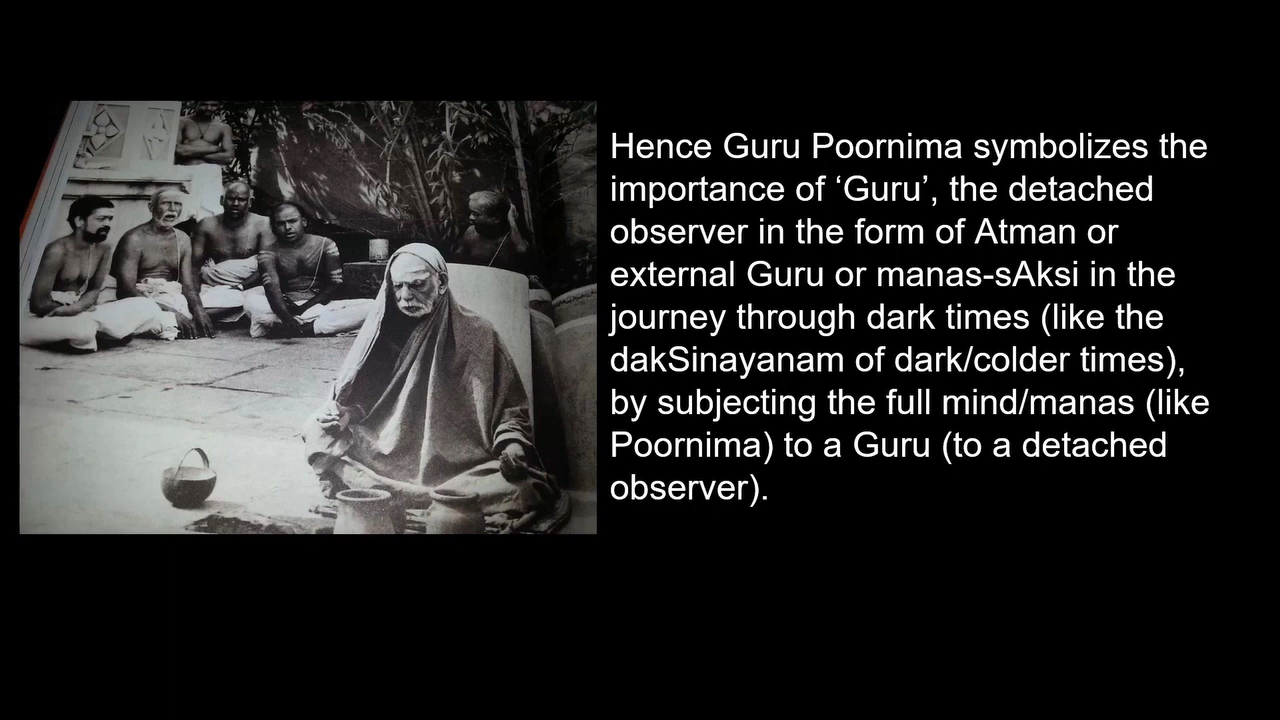 Hence Guru Poornima symbolizes the
importance of ‘Guru’, the detached
observer in the form of Atman or
external Guru or manas-sAksi in the
journey through dark times (like the
dakSinayanam of dark/colder times),
by subjecting the full mind/manas (like
Poornima) to a Guru (to a detached
observer).